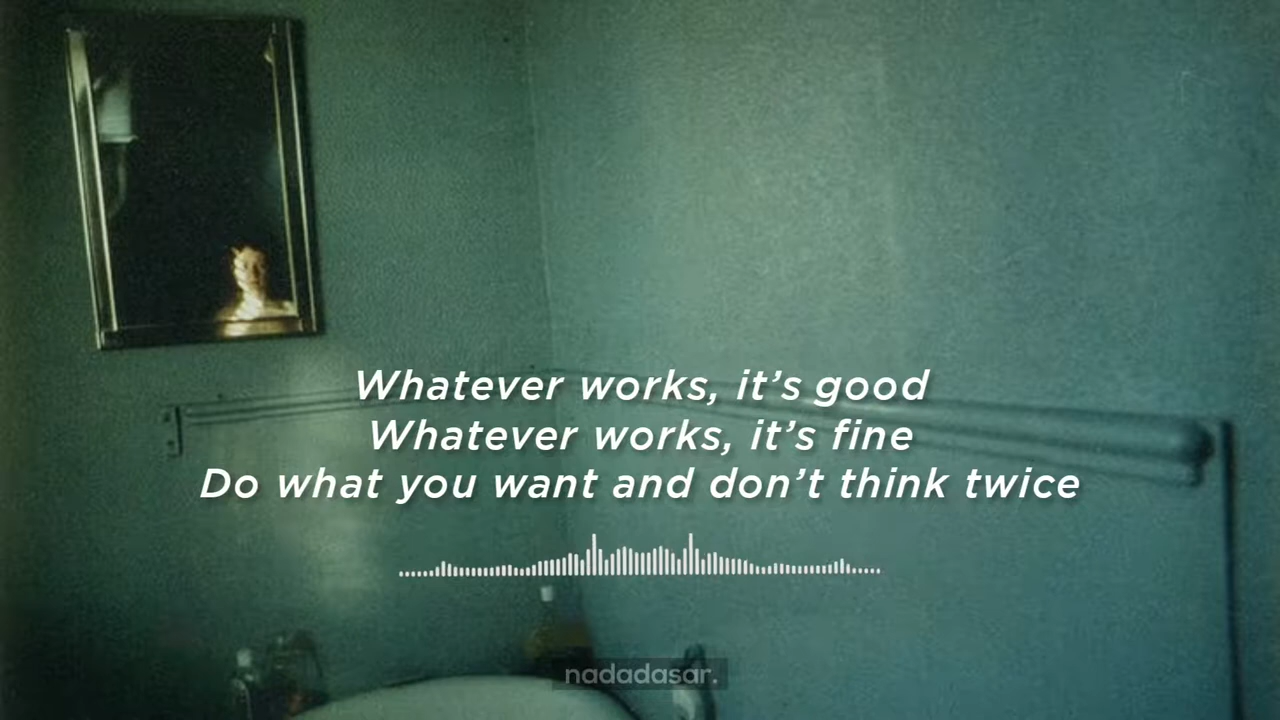 Whatever works, it’s good
Whatever works, it’s fine
Do what you want and don’t think twice
nadadasar.